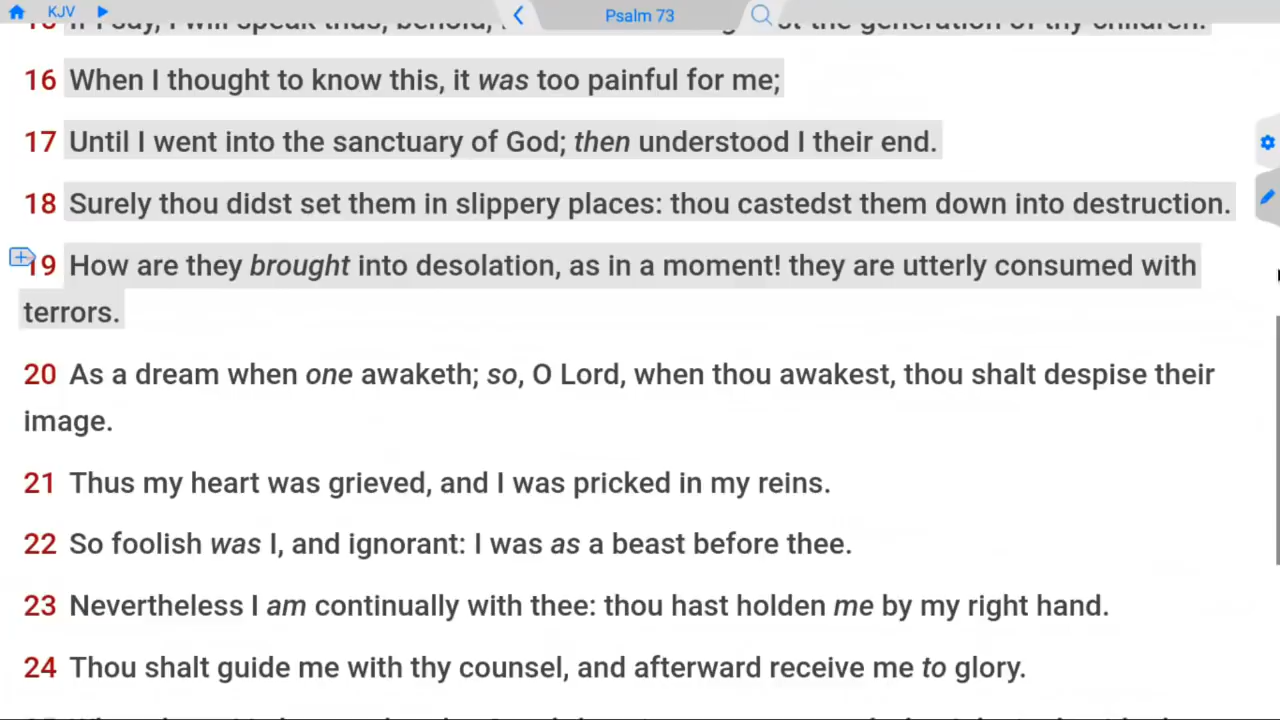 KJV
Psalm 73
the generation of thy children.
16 When I thought to know this, it was too painful for me;
17 Until I went into the sanctuary of God; then understood I their end.
18 Surely thou didst set them in slippery places: thou castedst them down into destruction.
19 How are they brought into desolation, as in a moment! they are utterly consumed with
terrors.
20 As a dream when one awaketh; so, O Lord, when thou awakest, thou shalt despise their
image.
21 Thus my heart was grieved, and I was pricked in my reins.
22 So foolish was I, and ignorant: I was as a beast before thee.
23 Nevertheless I am continually with thee: thou hast holden me by my right hand.
24 Thou shalt guide me with thy counsel, and afterward receive me to glory.